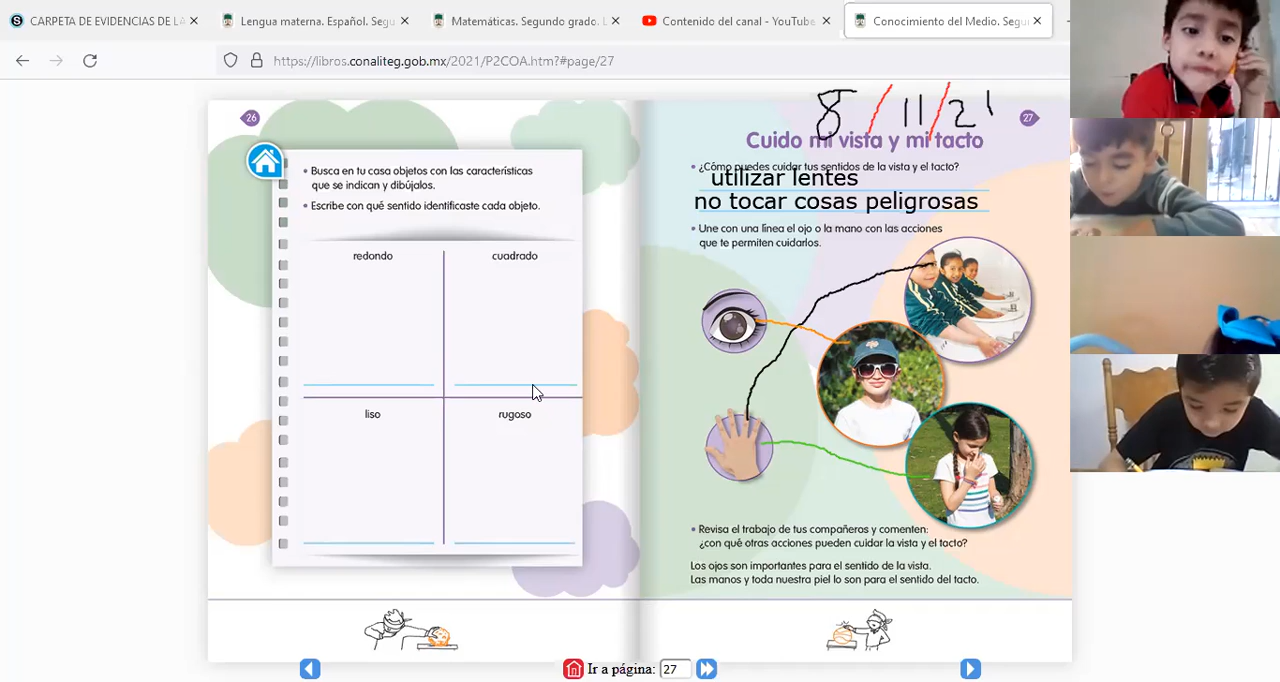 CARPETA DE EVIDENCIAS DE LA
Lengua materna. Español. Segu
Matemáticas. Segundo grado. L
Contenido del canal - YouTube
Conocimiento del Medio. Segu
https://libros.conaliteg.gob.mx/2021/P2COA.htm?#page/27
26
• Busca en tu casa objetos con las características
que se indican y dibújalos.
• Escribe con qué sentido identificaste cada objeto.
redondo
cuadrado
liso
rugoso
8/11/21
27
Cuido mi vista y mi tacto
• ¿Cómo puedes cuidar tus sentidos de la vista y el tacto?
utilizar lentes
no tocar cosas peligrosas
• Une con una línea el ojo o la mano con las acciones
que te permiten cuidarlos.
• Revisa el trabajo de tus compañeros y comenten:
¿con qué otras acciones pueden cuidar la vista y el tacto?
Los ojos son importantes para el sentido de la vista.
Las manos y toda nuestra piel lo son para el sentido del tacto.
Ir a página: 27